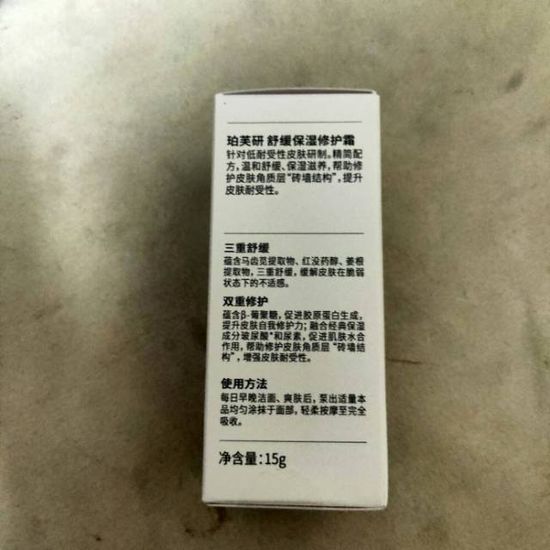 珀芙研 舒缓保湿修护霜
针对低耐受性皮肤研制。精简配
方，温和舒缓、保湿滋养，帮助修
护皮肤角质层“砖墙结构”，提升
皮肤耐受性。
三重舒缓
蕴含马齿苋提取物、红没药醇、姜根
提取物，三重舒缓，缓解皮肤在脆弱
状态下的不适感。
双重修护
蕴含β-葡聚糖，促进胶原蛋白生成，
提升皮肤自我修护力；融合经典保湿
成分玻尿酸*和尿素，促进肌肤水合
作用，帮助修护皮肤角质层“砖墙结
构”，增强皮肤耐受性。
使用方法
每日早晚洁面、爽肤后，泵出适量本
品均匀涂抹于面部，轻柔按摩至完全
吸收。
净含量：15g